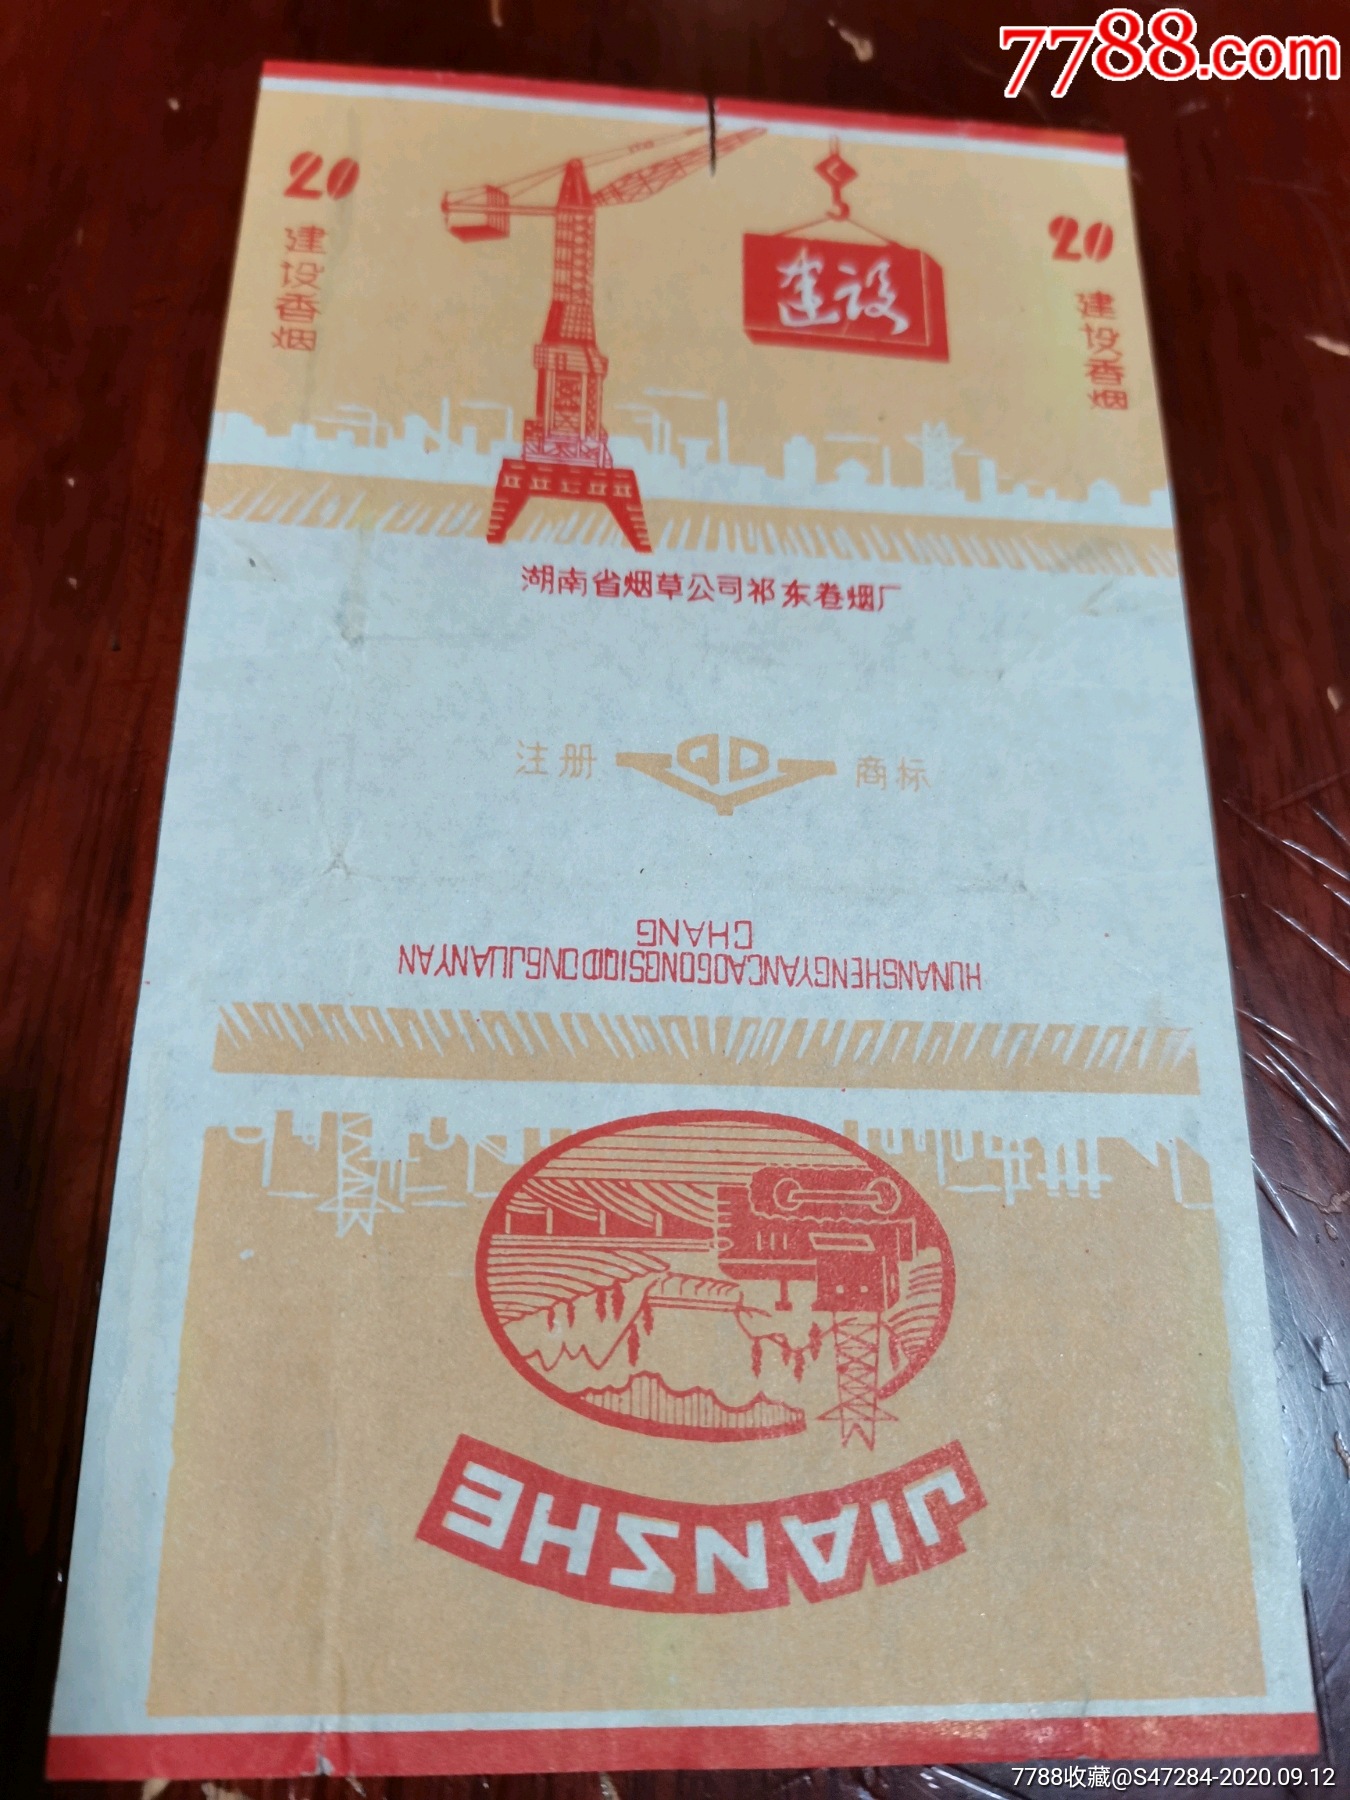 7788.com
20
建设香烟
建设
20
建设香烟
湖南省烟草公司祁东卷烟厂
注册 QD 商标
HUNANSHENGYANCAOGONGSIQIDONGJUANYAN
CHANG
JIANSHE
7788收藏@S47284-2020.09.12